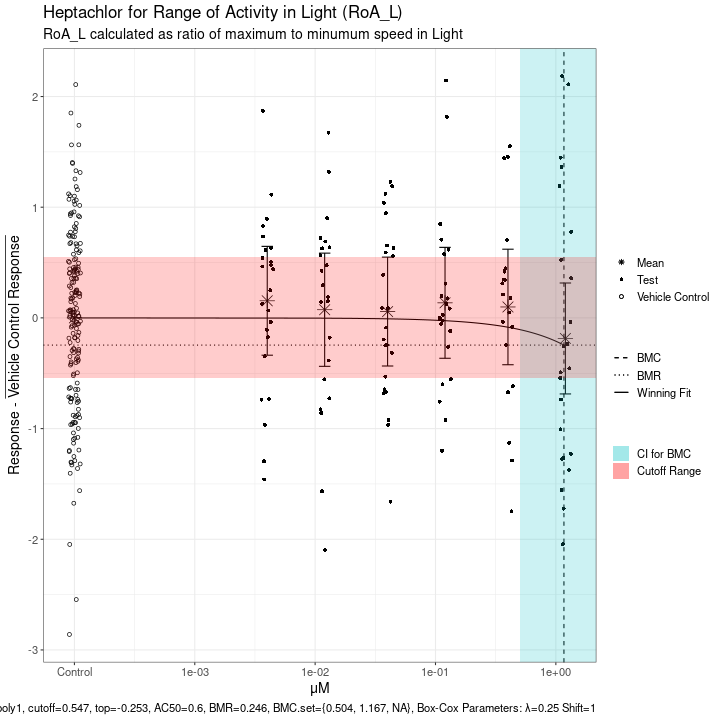 Heptachlor for Range of Activity in Light (RoA_L)
RoA_L calculated as ratio of maximum to minumum speed in Light
Response - Vehicle Control Response
2
1
0
-1
-2
-3
Control
1e-03
1e-02
1e-01
1e+00
μM
Mean
Test
Vehicle Control
BMC
BMR
Winning Fit
CI for BMC
Cutoff Range
oly1, cutoff=0.547, top=-0.253, AC50=0.6, BMR=0.246, BMC.set={0.504, 1.167, NA}, Box-Cox Parameters: λ=0.25 Shift=1